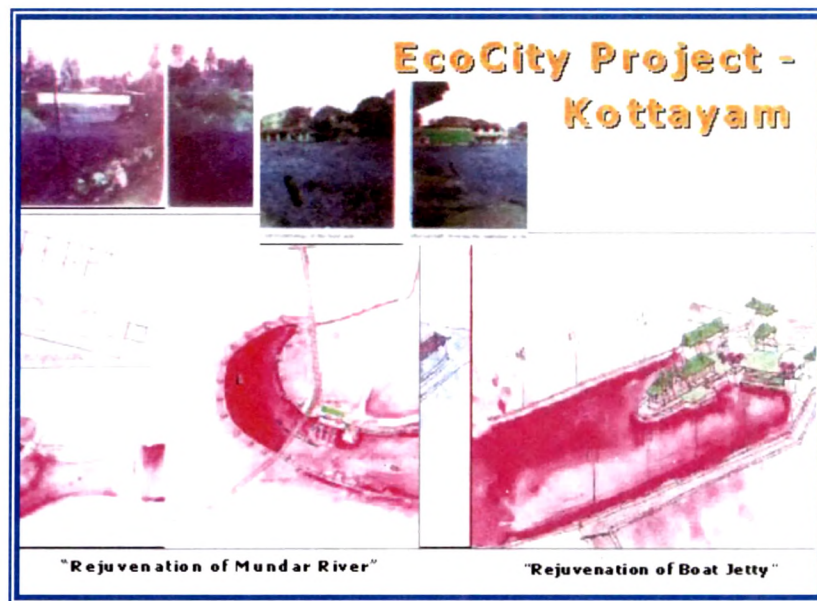 EcoCity Project -
Kottayam
"Rejuvenation of Mundar River"
"Rejuvenation of Boat Jetty"